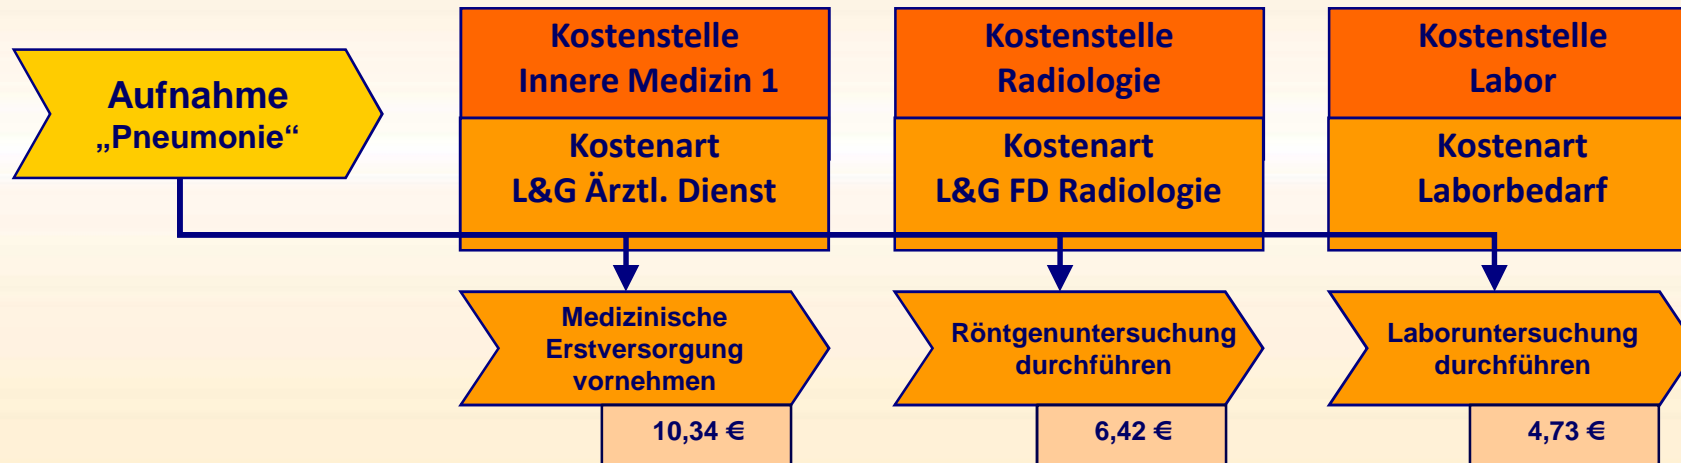 Aufnahme
„Pneumonie“
Kostenstelle
Innere Medizin 1
Kostenart
L&G Ärztl. Dienst
Kostenstelle
Radiologie
Kostenart
L&G FD Radiologie
Kostenstelle
Labor
Kostenart
Laborbedarf
Medizinische
Erstversorgung
vornehmen
10,34 €
Röntgenuntersuchung
durchführen
6,42 €
Laboruntersuchung
durchführen
4,73 €